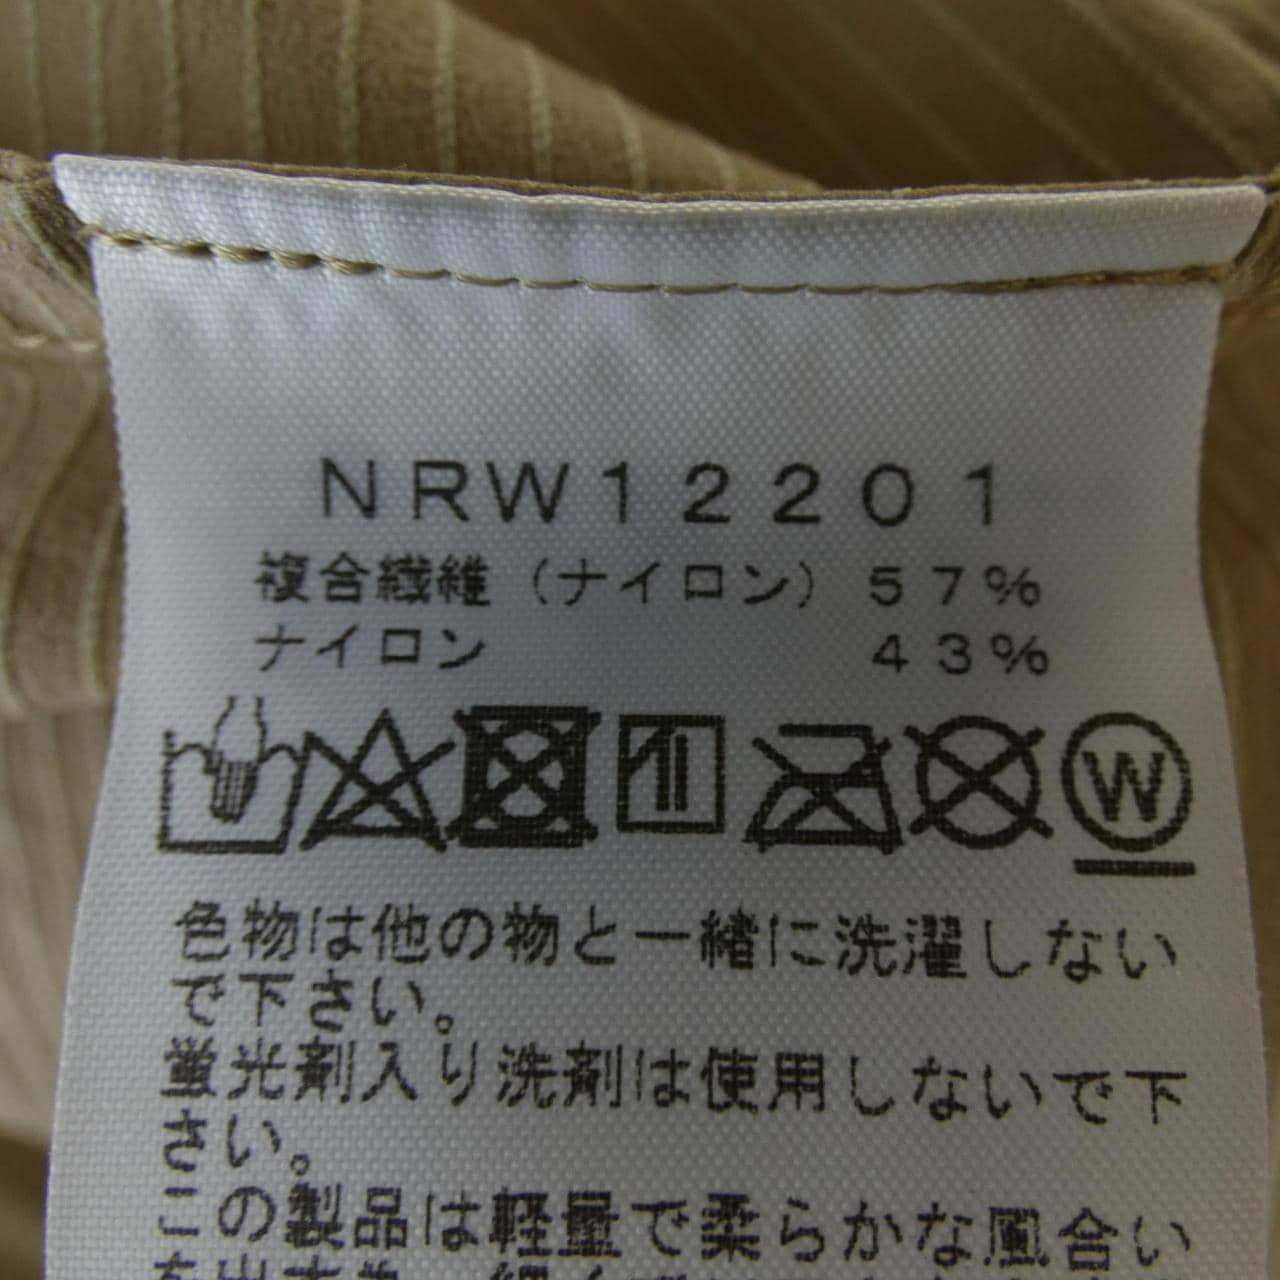 NRW12201
複合繊維（ナイロン） 57%
ナイロン 43%
W
色物は他の物と一緒に洗濯しない
で下さい。
蛍光剤入り洗剤は使用しないで下
さい。
この製品は軽量で柔らかな風合い